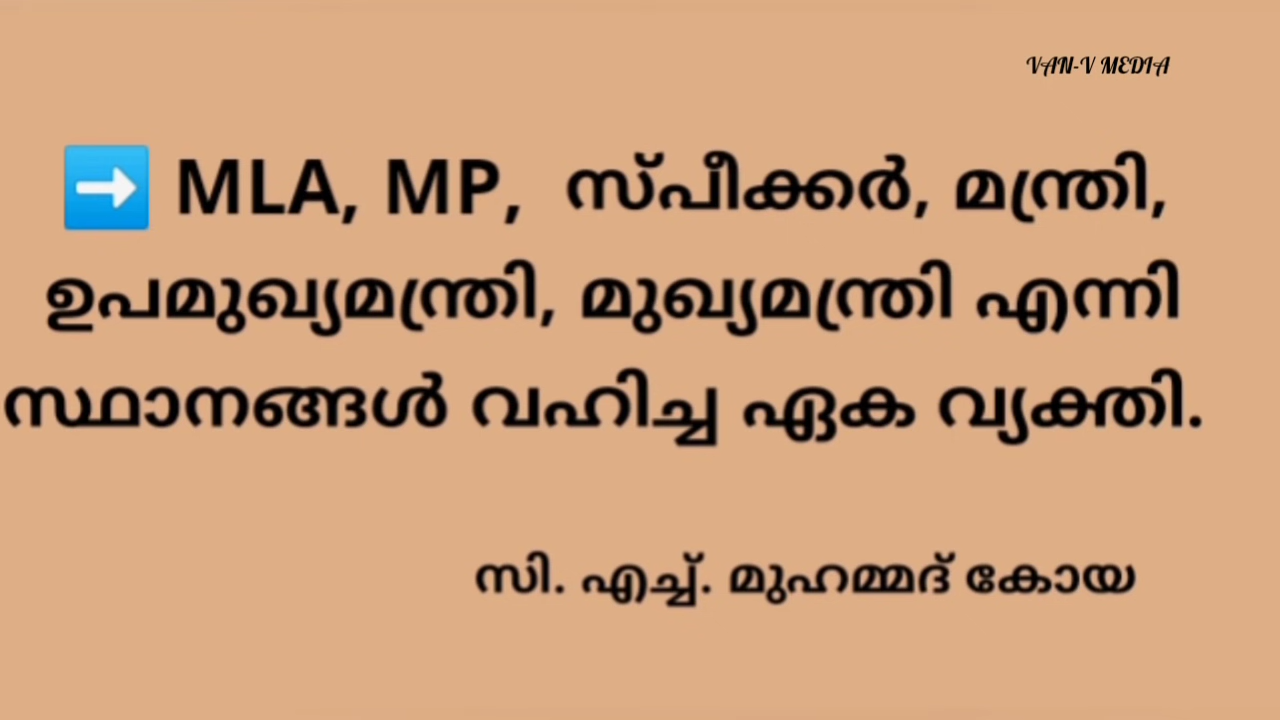 VAN-V MEDIA
➡️ MLA, MP, സ്പീക്കർ, മന്ത്രി,
ഉപമുഖ്യമന്ത്രി, മുഖ്യമന്ത്രി എന്നി
സ്ഥാനങ്ങൾ വഹിച്ച ഏക വ്യക്തി.
സി. എച്ച്. മുഹമ്മദ് കോയ